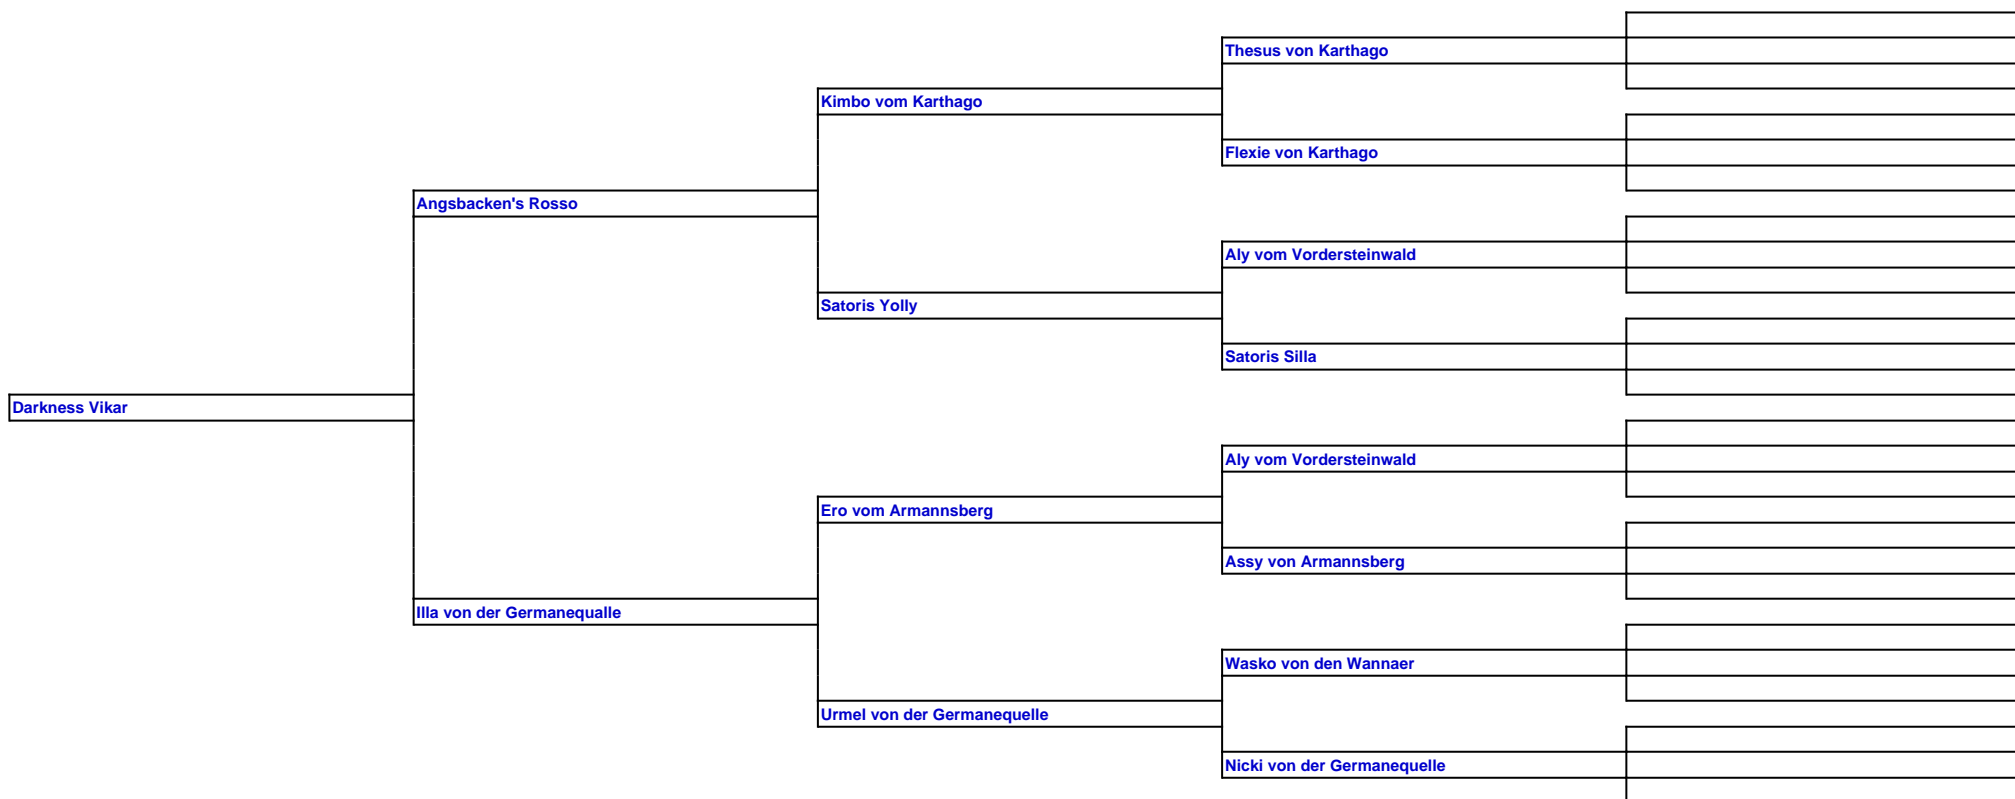 Thesus von Karthago
Kimbo vom Karthago
Flexie von Karthago
Angsbacken's Rosso
Aly vom Vordersteinwald
Satoris Yolly
Satoris Silla
Darkness Vikar
Aly vom Vordersteinwald
Ero vom Armannsberg
Assy von Armannsberg
Illa von der Germanequalle
Wasko von den Wannaer
Urmel von der Germanequelle
Nicki von der Germanequelle